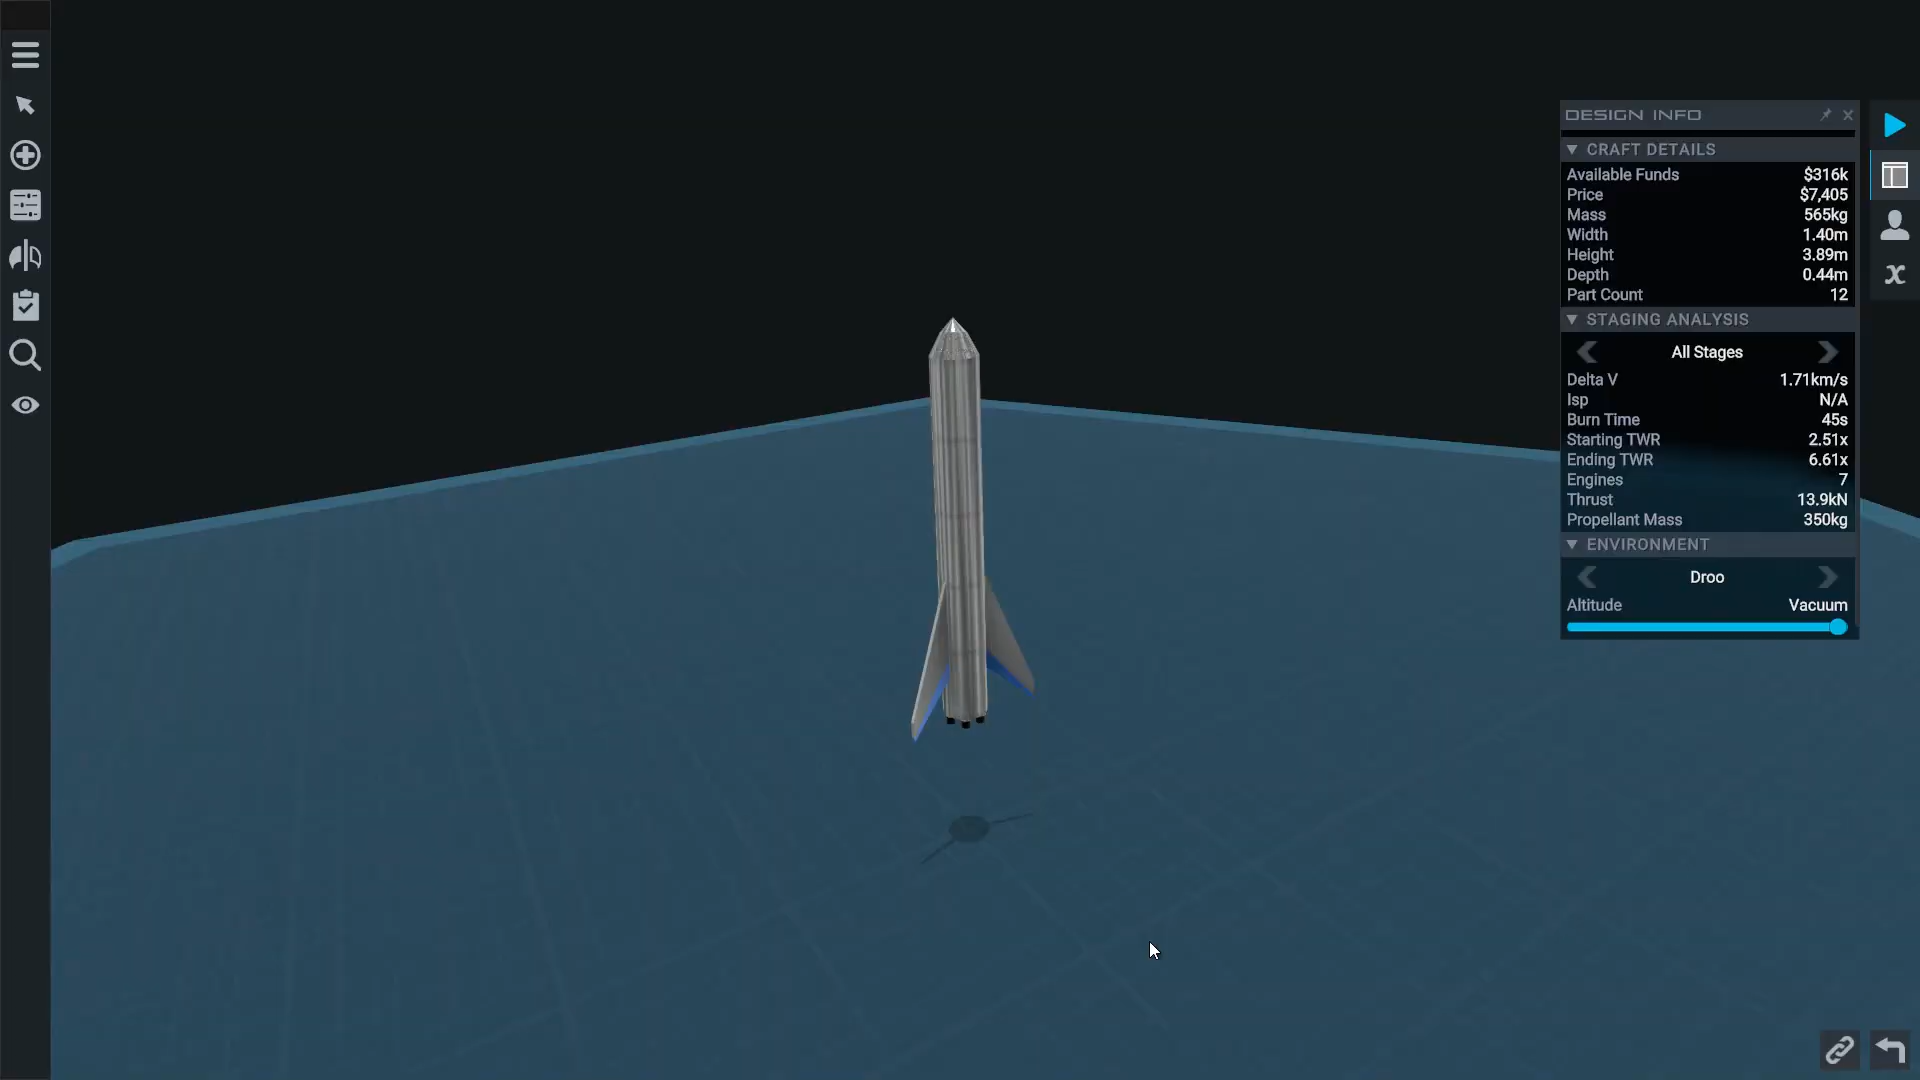 DESIGN INFO
CRAFT DETAILS
Available Funds $316k
Price $7,405
Mass 565kg
Width 1.40m
Height 3.89m
Depth 0.44m
Part Count 12
STAGING ANALYSIS
All Stages
Delta V 1.71km/s
Isp N/A
Burn Time 45s
Starting TWR 2.51x
Ending TWR 6.61x
Engines 7
Thrust 13.9kN
Propellant Mass 350kg
ENVIRONMENT
Droo
Altitude Vacuum